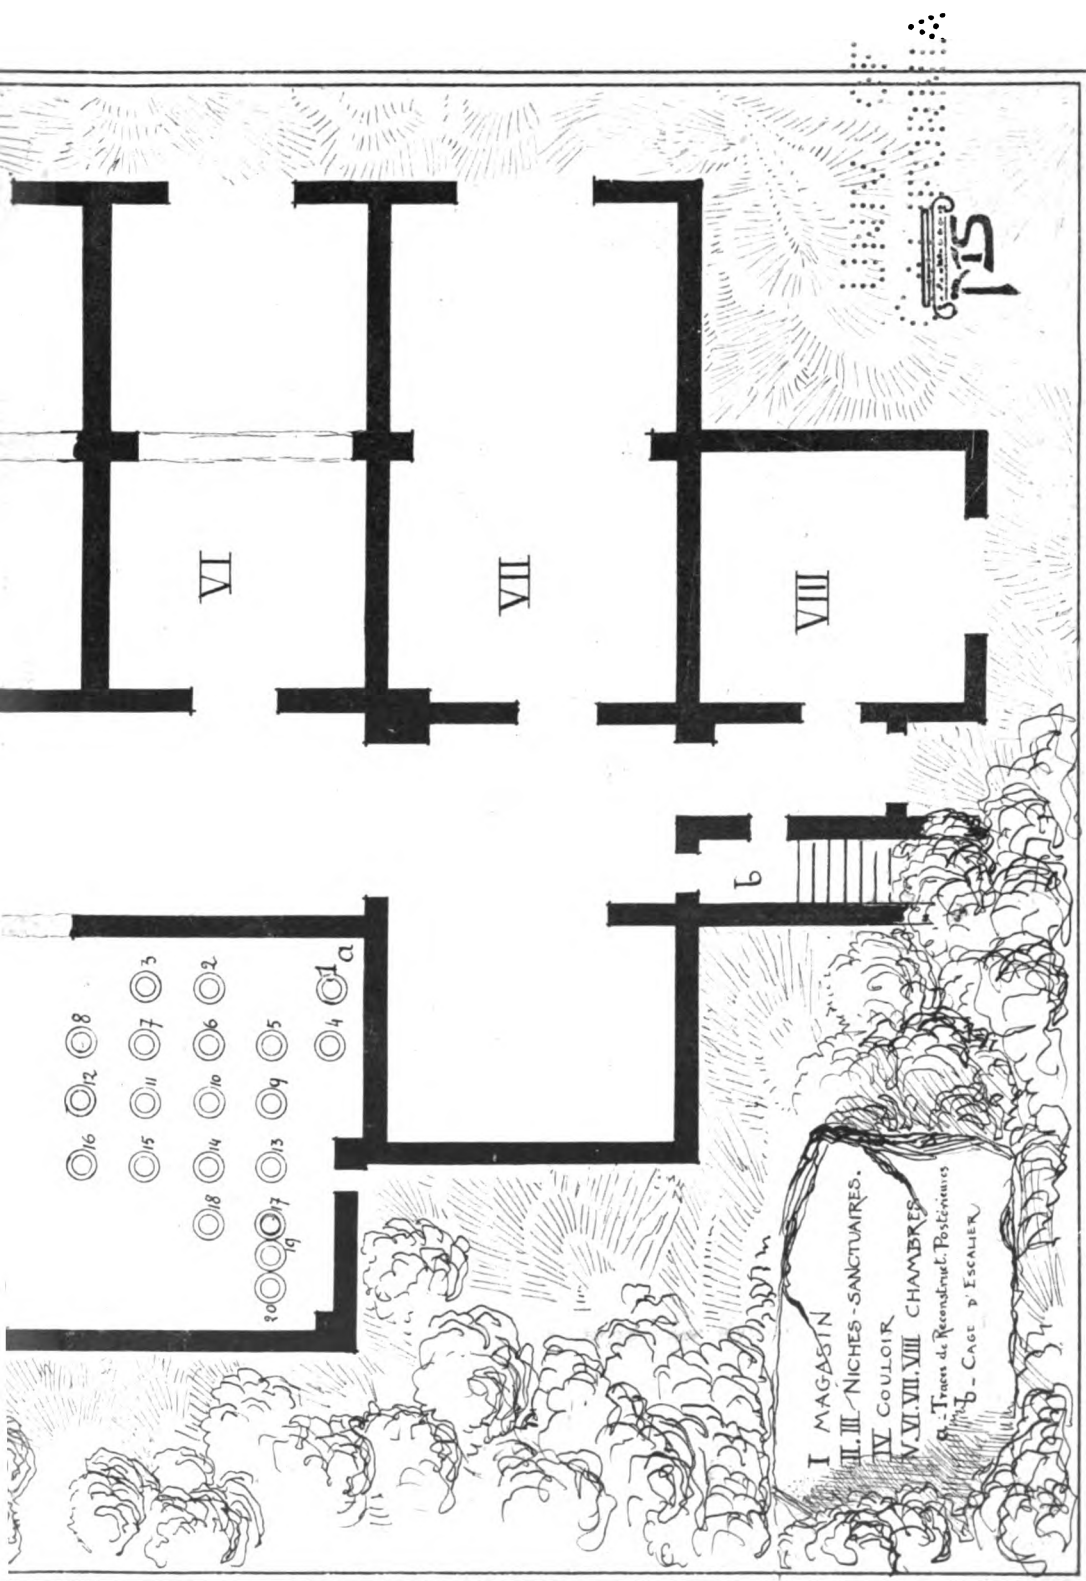 VI
VII
VIII
b
a
1
2
3
4
5
6
7
8
9
10
11
12
13
14
15
16
17
18
19
20
I MAGASIN
II. III NICHES-SANCTUAIRES.
IV COULOIR
V. VI. VII. VIII CHAMBRES
a - Traces de Reconstruct. Postérieures
b - CAGE D'ESCALIER